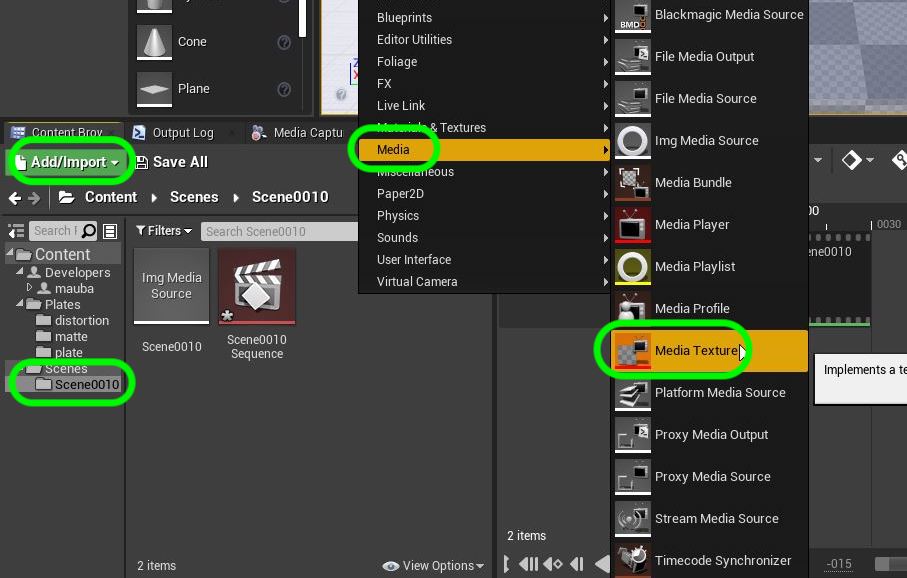 Cone
Plane
Blueprints
Editor Utilities
Foliage
FX
Live Link
Materials & Textures
Media
Miscellaneous
Paper2D
Physics
Sounds
User Interface
Virtual Camera
BMD
Blackmagic Media Source
File Media Output
File Media Source
Img Media Source
Media Bundle
Media Player
Media Playlist
Media Profile
Media Texture
Platform Media Source
Proxy Media Output
Proxy Media Source
Stream Media Source
Timecode Synchronizer
Content Brov
Output Log
Media Captu
Add/Import
Save All
Content
Scenes
Scene0010
Search F
Filters
Search Scene0010
Content
Developers
mauba
Plates
distortion
matte
plate
Scenes
Scene0010
Img Media
Source
Scene0010
Scene0010
Sequence
2 items
View Options
2 items
00
0030
ne0010
Implements a te
-015